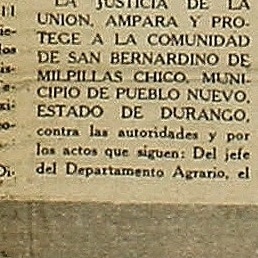 LA JUSTICIA DE LA
UNION, AMPARA Y PRO-
TEGE A LA COMUNIDAD
DE SAN BERNARDINO DE
MILPILLAS CHICO, MUNI-
CIPIO DE PUEBLO NUEVO,
ESTADO DE DURANGO,
contra las autoridades y por
los actos que siguen: Del jefe
del Departamento Agrario, el